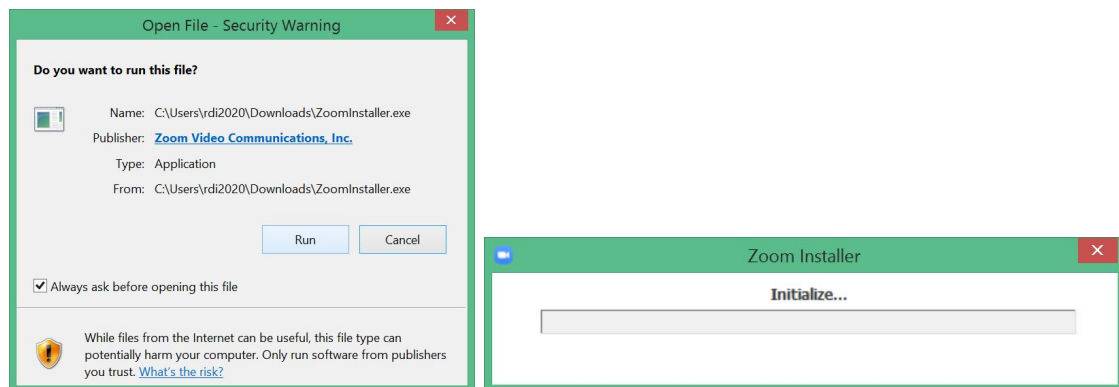 Open File - Security Warning
Do you want to run this file?
Name: C:\Users\rdi2020\Downloads\ZoomInstaller.exe
Publisher: Zoom Video Communications, Inc.
Type: Application
From: C:\Users\rdi2020\Downloads\ZoomInstaller.exe
Run Cancel
Always ask before opening this file
While files from the Internet can be useful, this file type can
potentially harm your computer. Only run software from publishers
you trust. What's the risk?
Zoom Installer
Initialize...